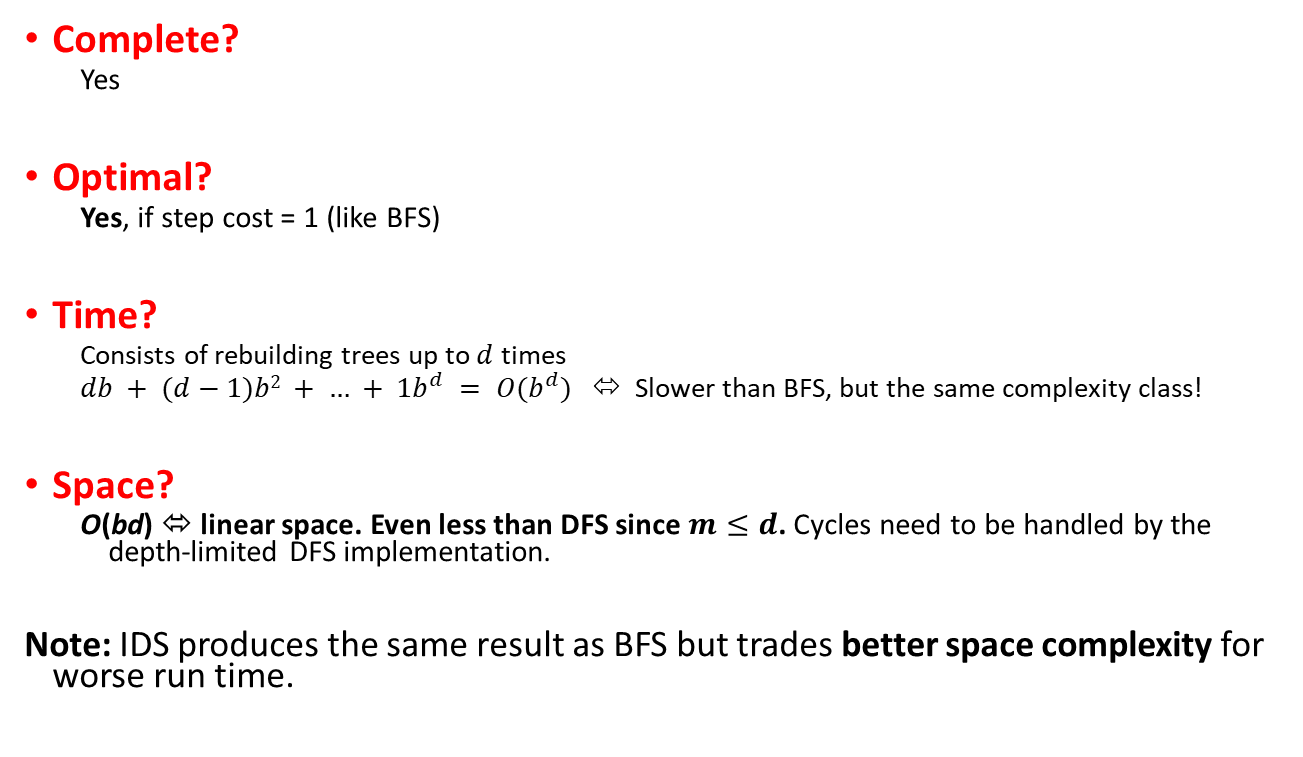 • Complete?
Yes
• Optimal?
Yes, if step cost = 1 (like BFS)
• Time?
Consists of rebuilding trees up to 𝑑 times
𝑑𝑏 + (𝑑 − 1)𝑏² + … + 1𝑏ᵈ = 𝑂(𝑏ᵈ) ⬄ Slower than BFS, but the same complexity class!
• Space?
O(bd) ⬄ linear space. Even less than DFS since 𝒎 ≤ 𝒅. Cycles need to be handled by the
depth-limited DFS implementation.
Note: IDS produces the same result as BFS but trades better space complexity for
worse run time.